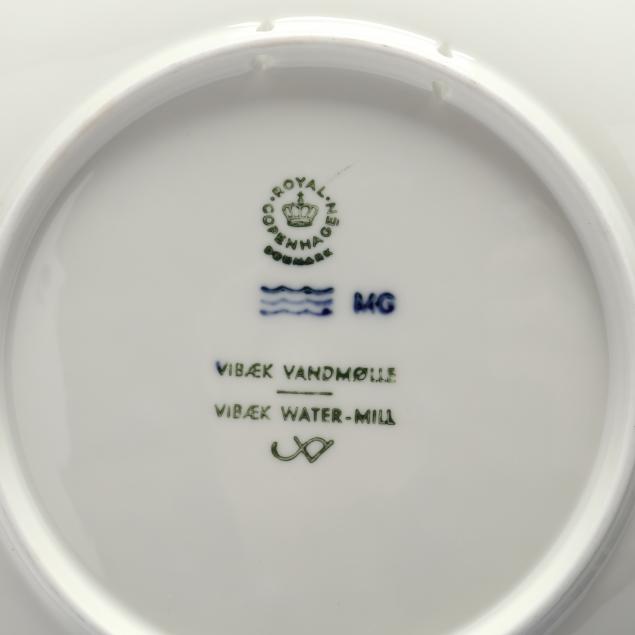 ROYAL
COPENHAGEN
DENMARK
MG
VIBÆK VANDMØLLE
VIBÆK WATER-MILL